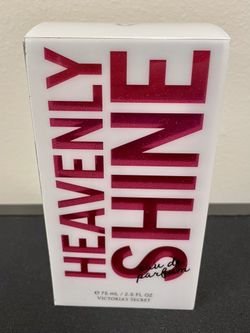 HEAVENLY
SHINE
eau de
parfum
℮ 75 mL / 2.5 FL OZ
VICTORIA'S SECRET